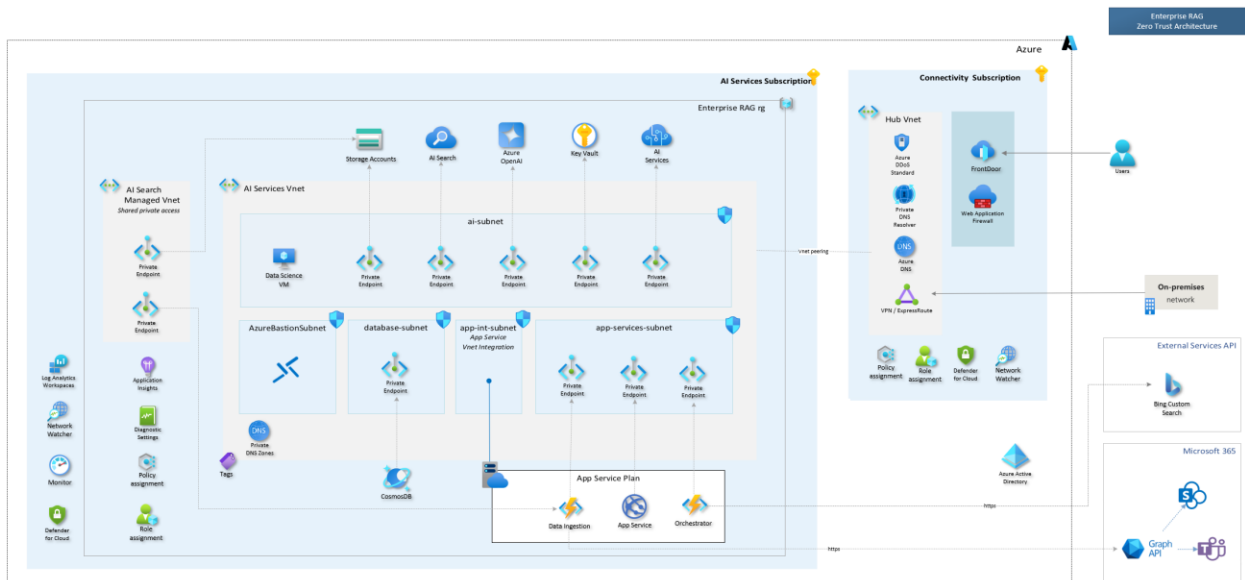 Enterprise RAG
Zero Trust Architecture
Azure
AI Services Subscription
Connectivity Subscription
Enterprise RAG rg
Hub Vnet
Storage Accounts
AI Search
Azure
OpenAI
Key Vault
AI
Services
Azure
DDoS
Standard
FrontDoor
Users
AI Search
Managed Vnet
Shared private access
AI Services Vnet
ai-subnet
Private
DNS
Resolver
Web Application
Firewall
Private
Endpoint
Data Science
VM
Private
Endpoint
Private
Endpoint
Private
Endpoint
Private
Endpoint
Private
Endpoint
vnet peering
DNS
Azure
DNS
Private
Endpoint
VPN / ExpressRoute
On-premises
network
AzureBastionSubnet
database-subnet
app-int-subnet
App Service
Vnet Integration
app-services-subnet
Private
Endpoint
Private
Endpoint
Private
Endpoint
Private
Endpoint
External Services API
Log Analytics
Workspaces
Application
Insights
Policy
assignment
Role
assignment
Defender
for Cloud
Network
Watcher
Bing Custom
Search
Network
Watcher
Diagnostic
Settings
DNS
Private
DNS Zones
Microsoft 365
Monitor
Policy
assignment
Tags
CosmosDB
App Service Plan
Azure Active
Directory
Data Ingestion
App Service
Orchestrator
https
Defender
for Cloud
Role
assignment
https
Graph
API